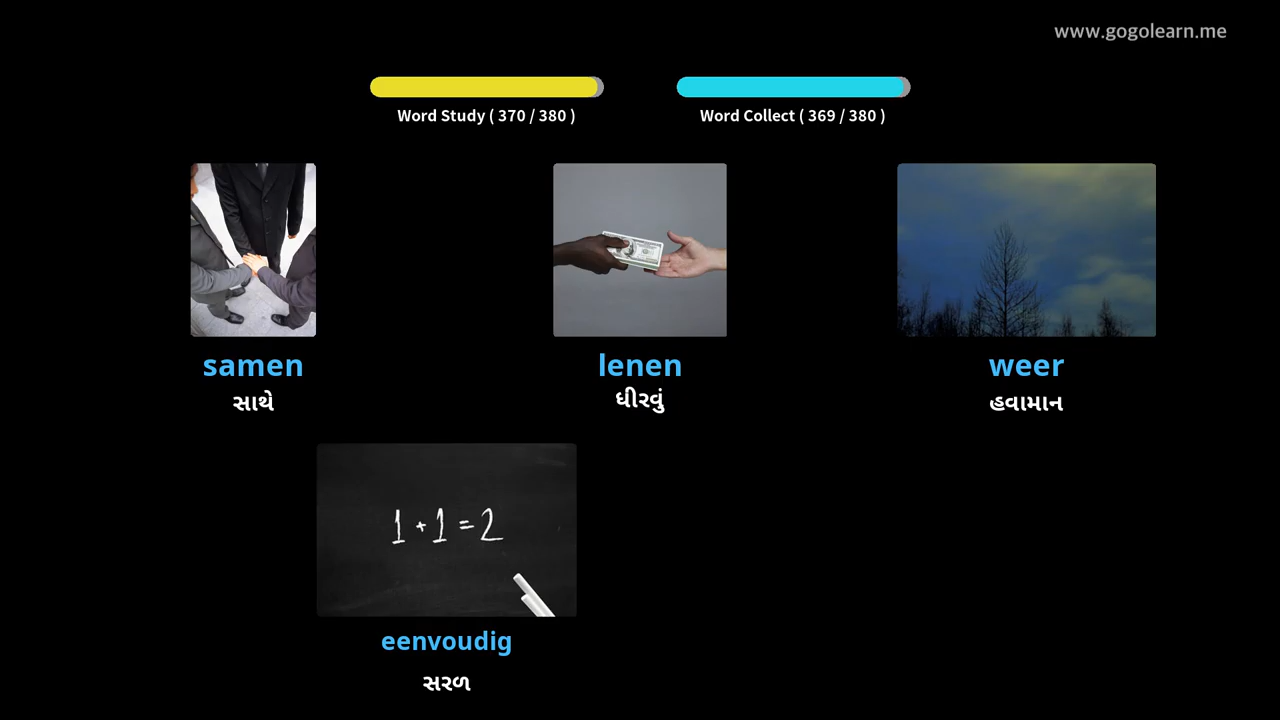 www.gogolearn.me
Word Study ( 370 / 380 )
Word Collect ( 369 / 380 )
samen
સાથે
lenen
ધીરવું
weer
હવામાન
1 + 1 = 2
eenvoudig
સરળ